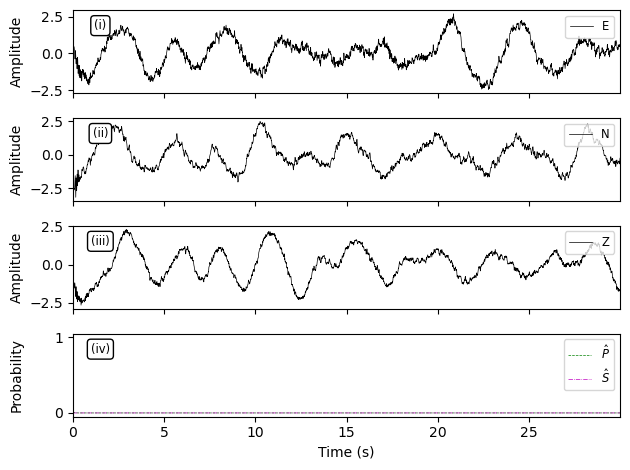 2.5
0.0
−2.5
Amplitude
(i)
E
2.5
0.0
−2.5
Amplitude
(ii)
N
2.5
0.0
−2.5
Amplitude
(iii)
Z
1
0
Probability
(iv)
P̂
Ŝ
0 5 10 15 20 25
Time (s)